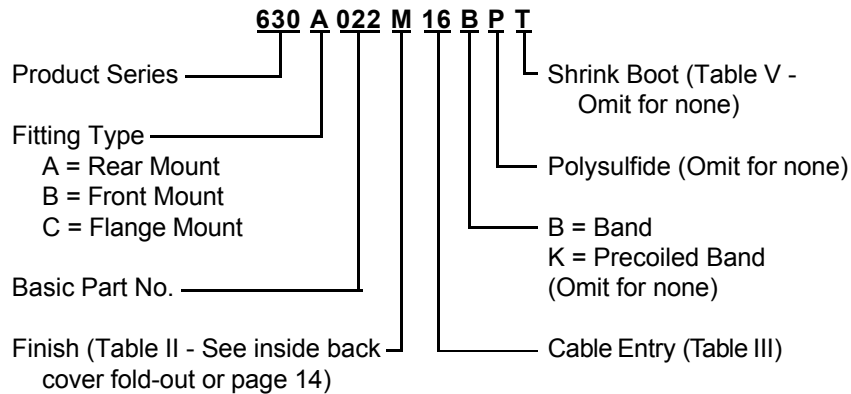 630 A 022 M 16 B P T
Product Series
Fitting Type
A = Rear Mount
B = Front Mount
C = Flange Mount
Basic Part No.
Finish (Table II - See inside back
cover fold-out or page 14)
Shrink Boot (Table V -
Omit for none)
Polysulfide (Omit for none)
B = Band
K = Precoiled Band
(Omit for none)
Cable Entry (Table III)